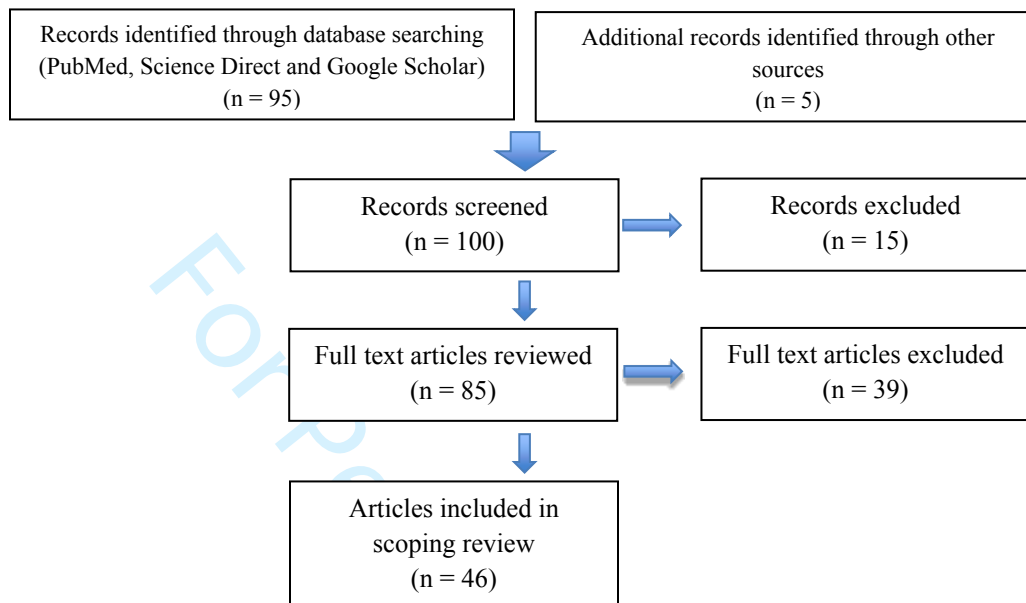 Records identified through database searching
(PubMed, Science Direct and Google Scholar)
(n = 95)
Additional records identified through other
sources
(n = 5)
Records screened
(n = 100)
Records excluded
(n = 15)
Full text articles reviewed
(n = 85)
Full text articles excluded
(n = 39)
Articles included in
scoping review
(n = 46)
For